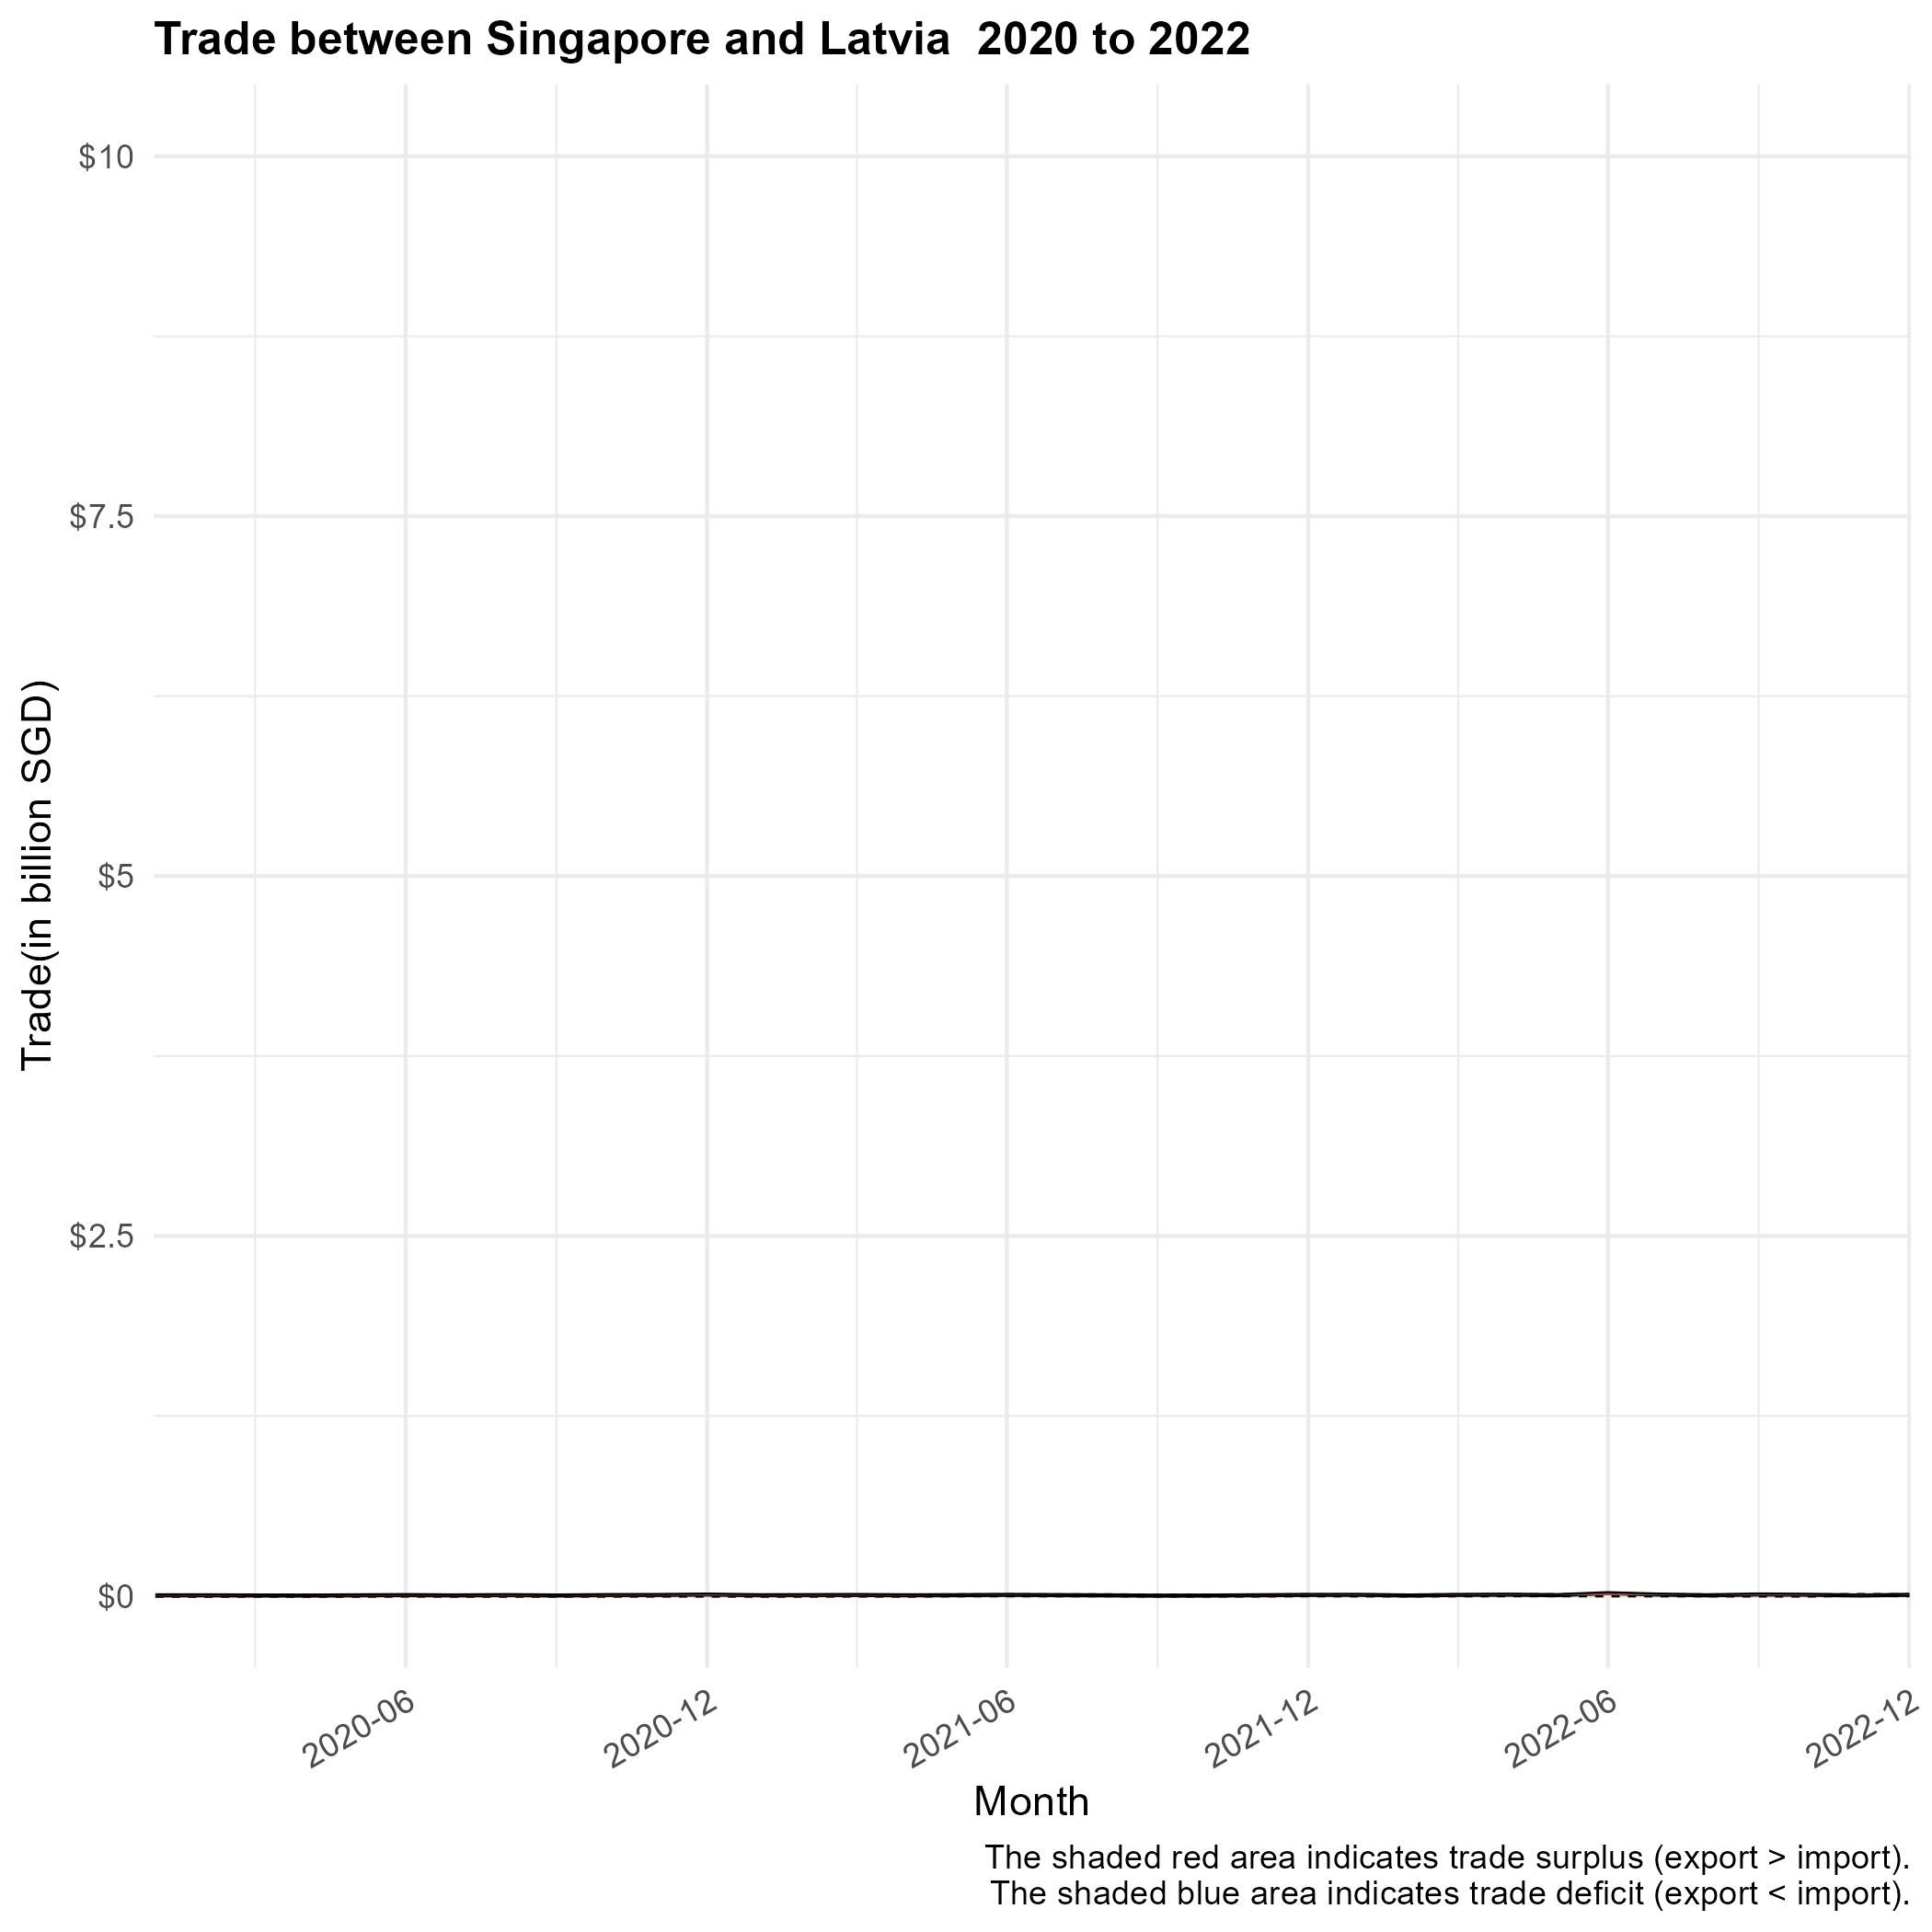 Trade between Singapore and Latvia  2020 to 2022
$10
$7.5
$5
$2.5
$0
Trade(in billion SGD)
2020-06
2020-12
2021-06
2021-12
2022-06
2022-12
Month
The shaded red area indicates trade surplus (export > import).
The shaded blue area indicates trade deficit (export < import).